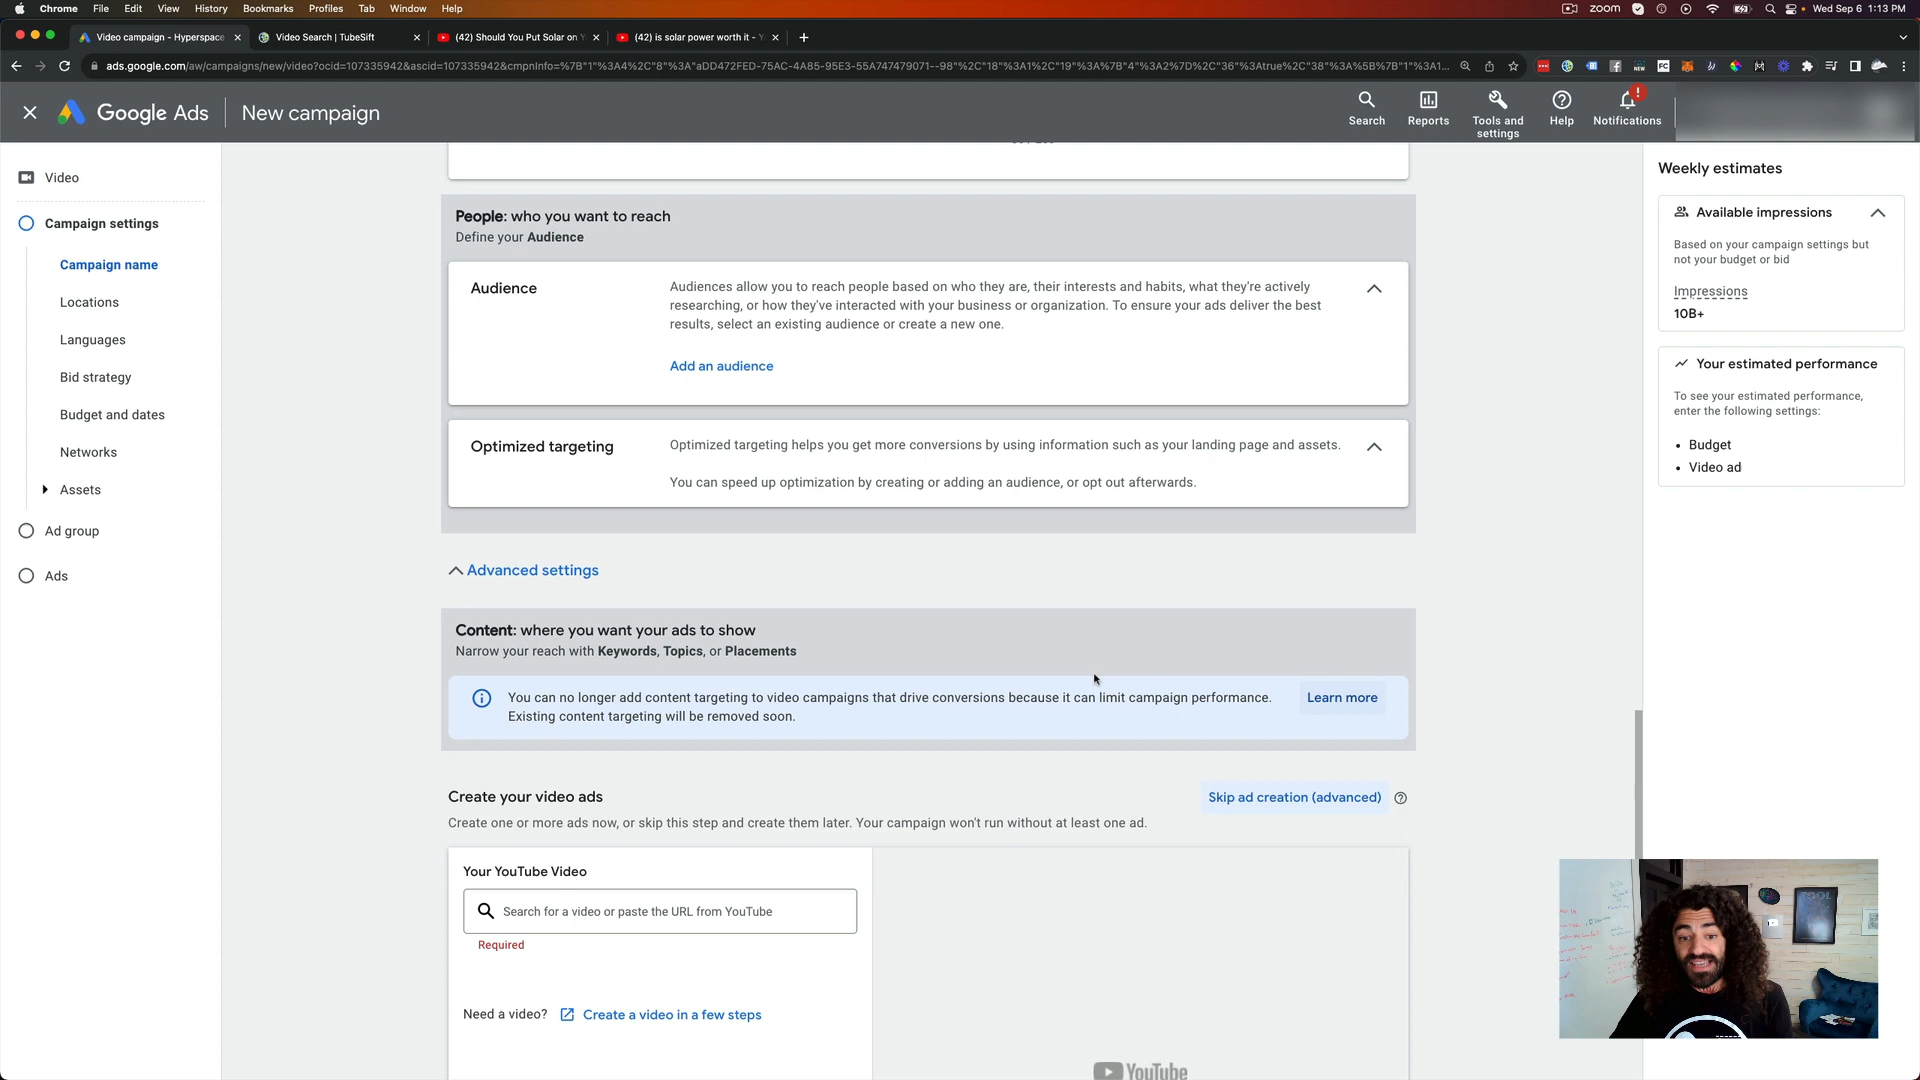 Chrome File Edit View History Bookmarks Profiles Tab Window Help
zoom
Wed Sep 6 1:13 PM
Video campaign - Hyperspace
Video Search | TubeSift
(42) Should You Put Solar on
(42) is solar power worth it -
ads.google.com/aw/campaigns/new/video?ocid=107335942&ascid=107335942&cmpnInfo=%7B"1"%3A4%2C"8"%3A"aDD472FED-75AC-4A85-95E3-55A747479071--98"%2C"18"%3A1%2C"19"%3A%7B"4"%3A2%7D%2C"36"%3Atrue%2C"38"%3A%5B%7B"1"%3A1...
Google Ads
New campaign
Search
Reports
Tools and
settings
Help
Notifications
Video
Campaign settings
Campaign name
Locations
Languages
Bid strategy
Budget and dates
Networks
Assets
Ad group
Ads
People: who you want to reach
Define your Audience
Audience
Audiences allow you to reach people based on who they are, their interests and habits, what they're actively
researching, or how they've interacted with your business or organization. To ensure your ads deliver the best
results, select an existing audience or create a new one.
Add an audience
Optimized targeting
Optimized targeting helps you get more conversions by using information such as your landing page and assets.
You can speed up optimization by creating or adding an audience, or opt out afterwards.
Advanced settings
Content: where you want your ads to show
Narrow your reach with Keywords, Topics, or Placements
You can no longer add content targeting to video campaigns that drive conversions because it can limit campaign performance.
Existing content targeting will be removed soon.
Learn more
Create your video ads
Skip ad creation (advanced)
Create one or more ads now, or skip this step and create them later. Your campaign won't run without at least one ad.
Your YouTube Video
Search for a video or paste the URL from YouTube
Required
Need a video?
Create a video in a few steps
YouTube
Weekly estimates
Available impressions
Based on your campaign settings but
not your budget or bid
Impressions
10B+
Your estimated performance
To see your estimated performance,
enter the following settings:
• Budget
• Video ad
TOOL